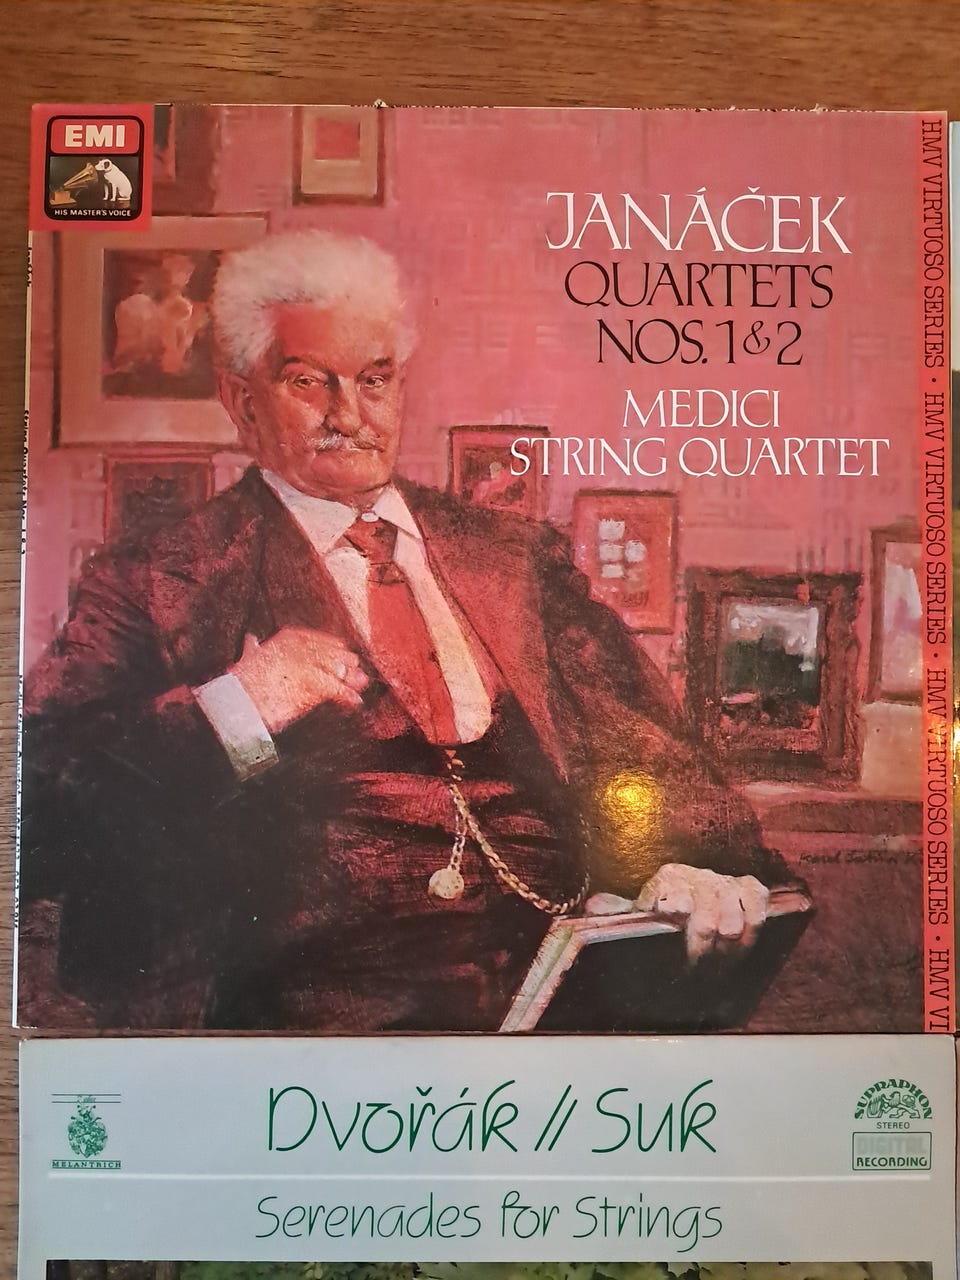 EMI
HIS MASTER'S VOICE
JANÁČEK
QUARTETS
NOS. 1 & 2
MEDICI
STRING QUARTET
HMV VIRTUOSO SERIES • HMV VIRTUOSO SERIES • HMV VIRTUOSO SERIES • HMV VI
Dvořák // Suk
MELANTRICH
SUPRAPHON
STEREO
DIGITAL
RECORDING
Serenades for Strings